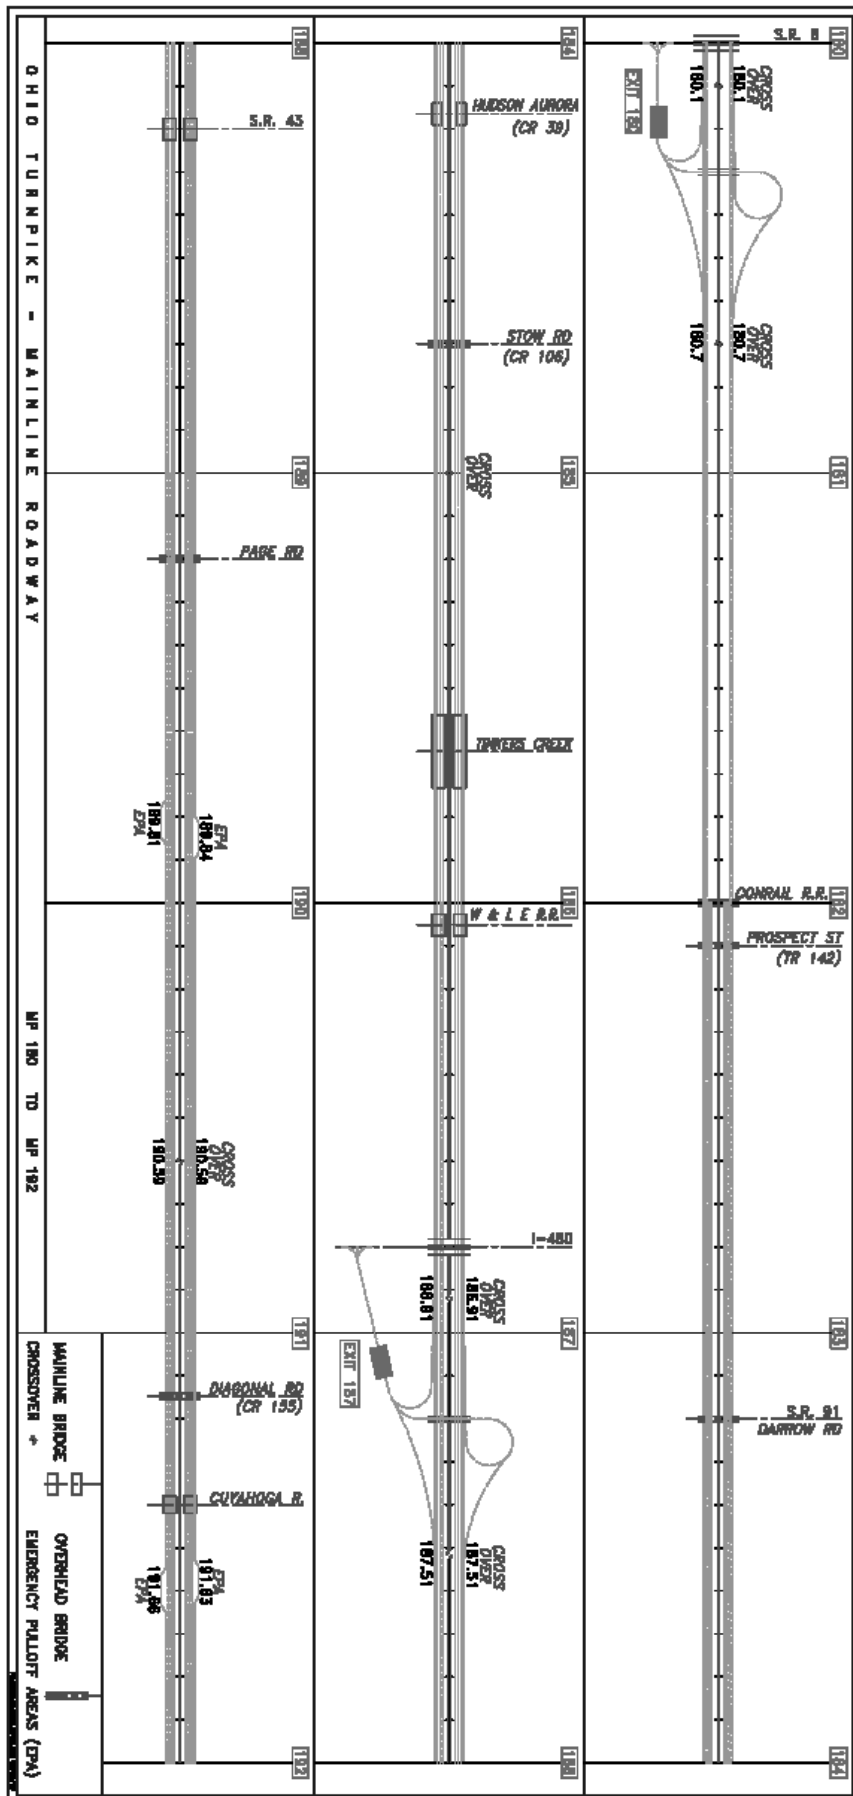 180
S.R. 8
CROSS
OVER
180.1
180.1
EXIT 180
CROSS
OVER
180.7
180.7
181
182
CONRAIL R.R.
PROSPECT ST
(TR 142)
183
S.R. 91
DARROW RD
184
184
HUDSON AURORA
(CR 39)
STOW RD
(CR 106)
185
CROSS
OVER
TINKERS CREEK
186
W & L E R.R.
I-480
CROSS
OVER
186.91
187
EXIT 187
CROSS
OVER
187.51
187.51
188
188
S.R. 43
189
PAGE RD
EPA
189.84
189.81
EPA
190
CROSS
OVER
190.58
190.59
191
DIAGONAL RD
(CR 155)
CUYAHOGA R.
EPA
191.63
191.66
EPA
192
OHIO TURNPIKE - MAINLINE ROADWAY
MP 180 TO MP 192
MAINLINE BRIDGE
OVERHEAD BRIDGE
CROSSOVER +
EMERGENCY PULLOFF AREAS (EPA)